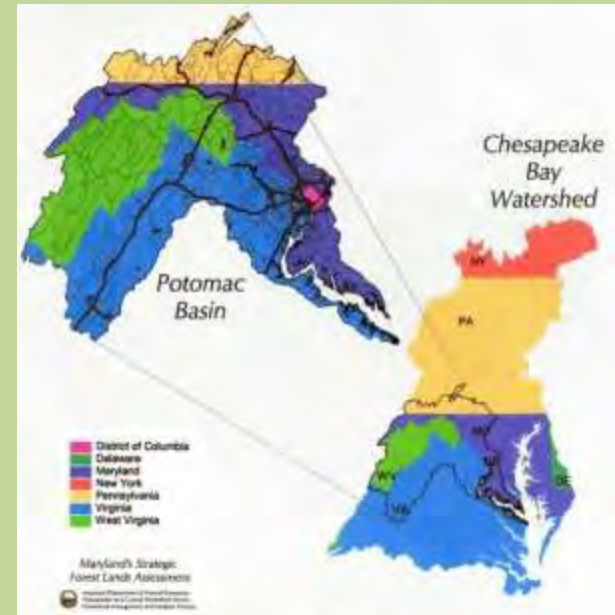 Chesapeake
Bay
Watershed
Potomac
Basin
NY
PA
MD
WV
VA
DE
District of Columbia
Delaware
Maryland
New York
Pennsylvania
Virginia
West Virginia
Maryland's Strategic
Forest Lands Assessment